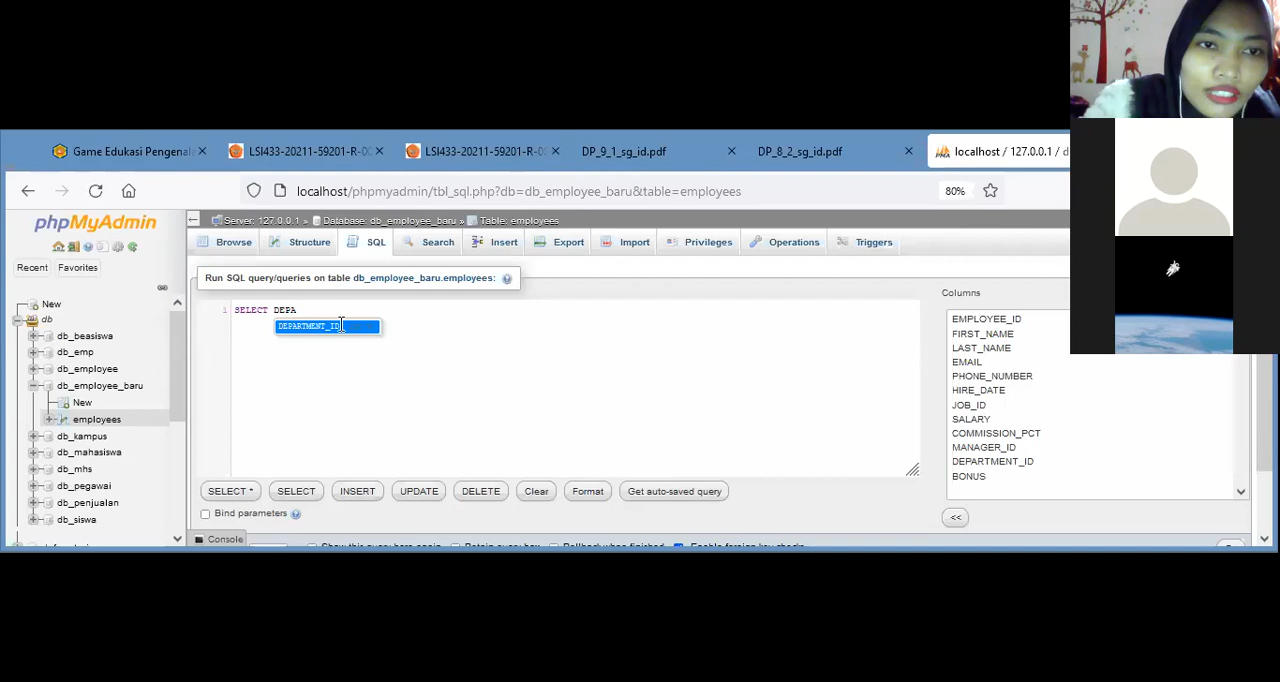 Game Edukasi Pengenala
LSI433-20211-59201-R-0
LSI433-20211-59201-R-0
DP_9_1_sg_id.pdf
DP_8_2_sg_id.pdf
localhost / 127.0.0.1 / d
localhost/phpmyadmin/tbl_sql.php?db=db_employee_baru&table=employees
80%
phpMyAdmin
Server: 127.0.0.1 » Database: db_employee_baru » Table: employees
Browse
Structure
SQL
Search
Insert
Export
Import
Privileges
Operations
Triggers
Recent
Favorites
Run SQL query/queries on table db_employee_baru.employees:
New
db
db_beasiswa
db_emp
db_employee
db_employee_baru
New
employees
db_kampus
db_mahasiswa
db_mhs
db_pegawai
db_penjualan
db_siswa
1 SELECT DEPA
DEPARTMENT_ID
Columns
EMPLOYEE_ID
FIRST_NAME
LAST_NAME
EMAIL
PHONE_NUMBER
HIRE_DATE
JOB_ID
SALARY
COMMISSION_PCT
MANAGER_ID
DEPARTMENT_ID
BONUS
SELECT *
SELECT
INSERT
UPDATE
DELETE
Clear
Format
Get auto-saved query
<<
Bind parameters
Console